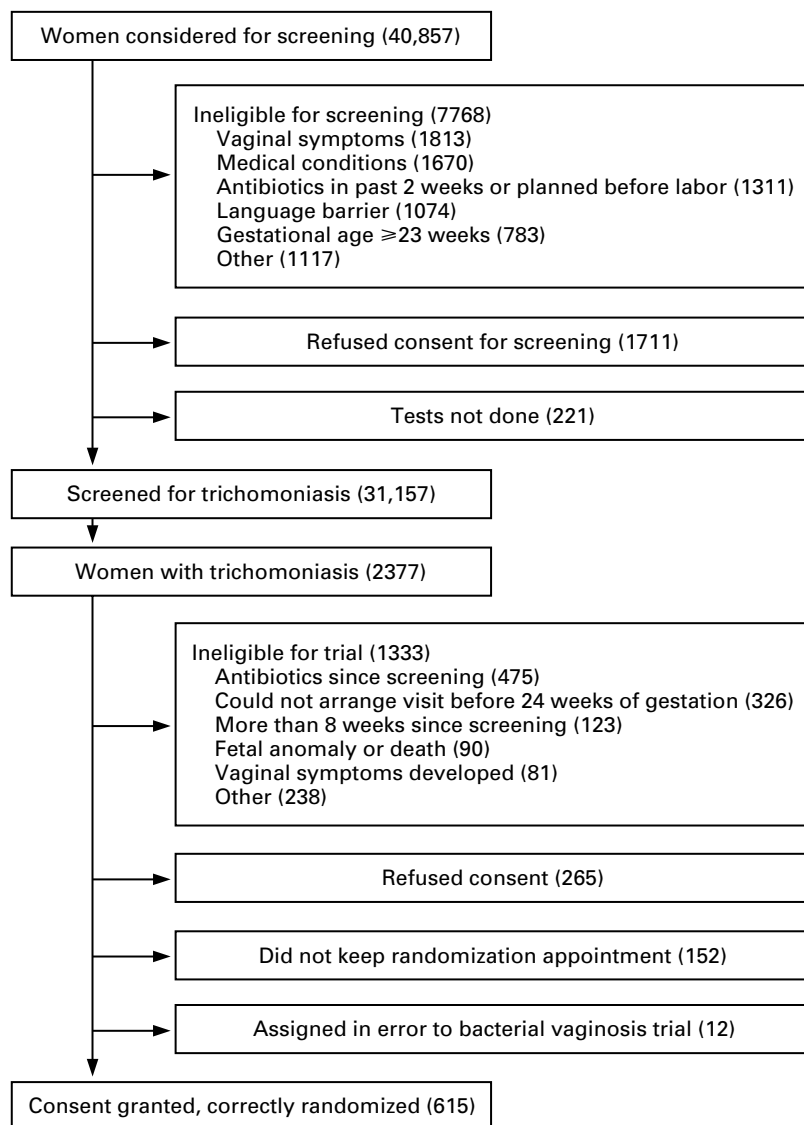 Women considered for screening (40,857)
Ineligible for screening (7768)
Vaginal symptoms (1813)
Medical conditions (1670)
Antibiotics in past 2 weeks or planned before labor (1311)
Language barrier (1074)
Gestational age ⩾23 weeks (783)
Other (1117)
Refused consent for screening (1711)
Tests not done (221)
Screened for trichomoniasis (31,157)
Women with trichomoniasis (2377)
Ineligible for trial (1333)
Antibiotics since screening (475)
Could not arrange visit before 24 weeks of gestation (326)
More than 8 weeks since screening (123)
Fetal anomaly or death (90)
Vaginal symptoms developed (81)
Other (238)
Refused consent (265)
Did not keep randomization appointment (152)
Assigned in error to bacterial vaginosis trial (12)
Consent granted, correctly randomized (615)